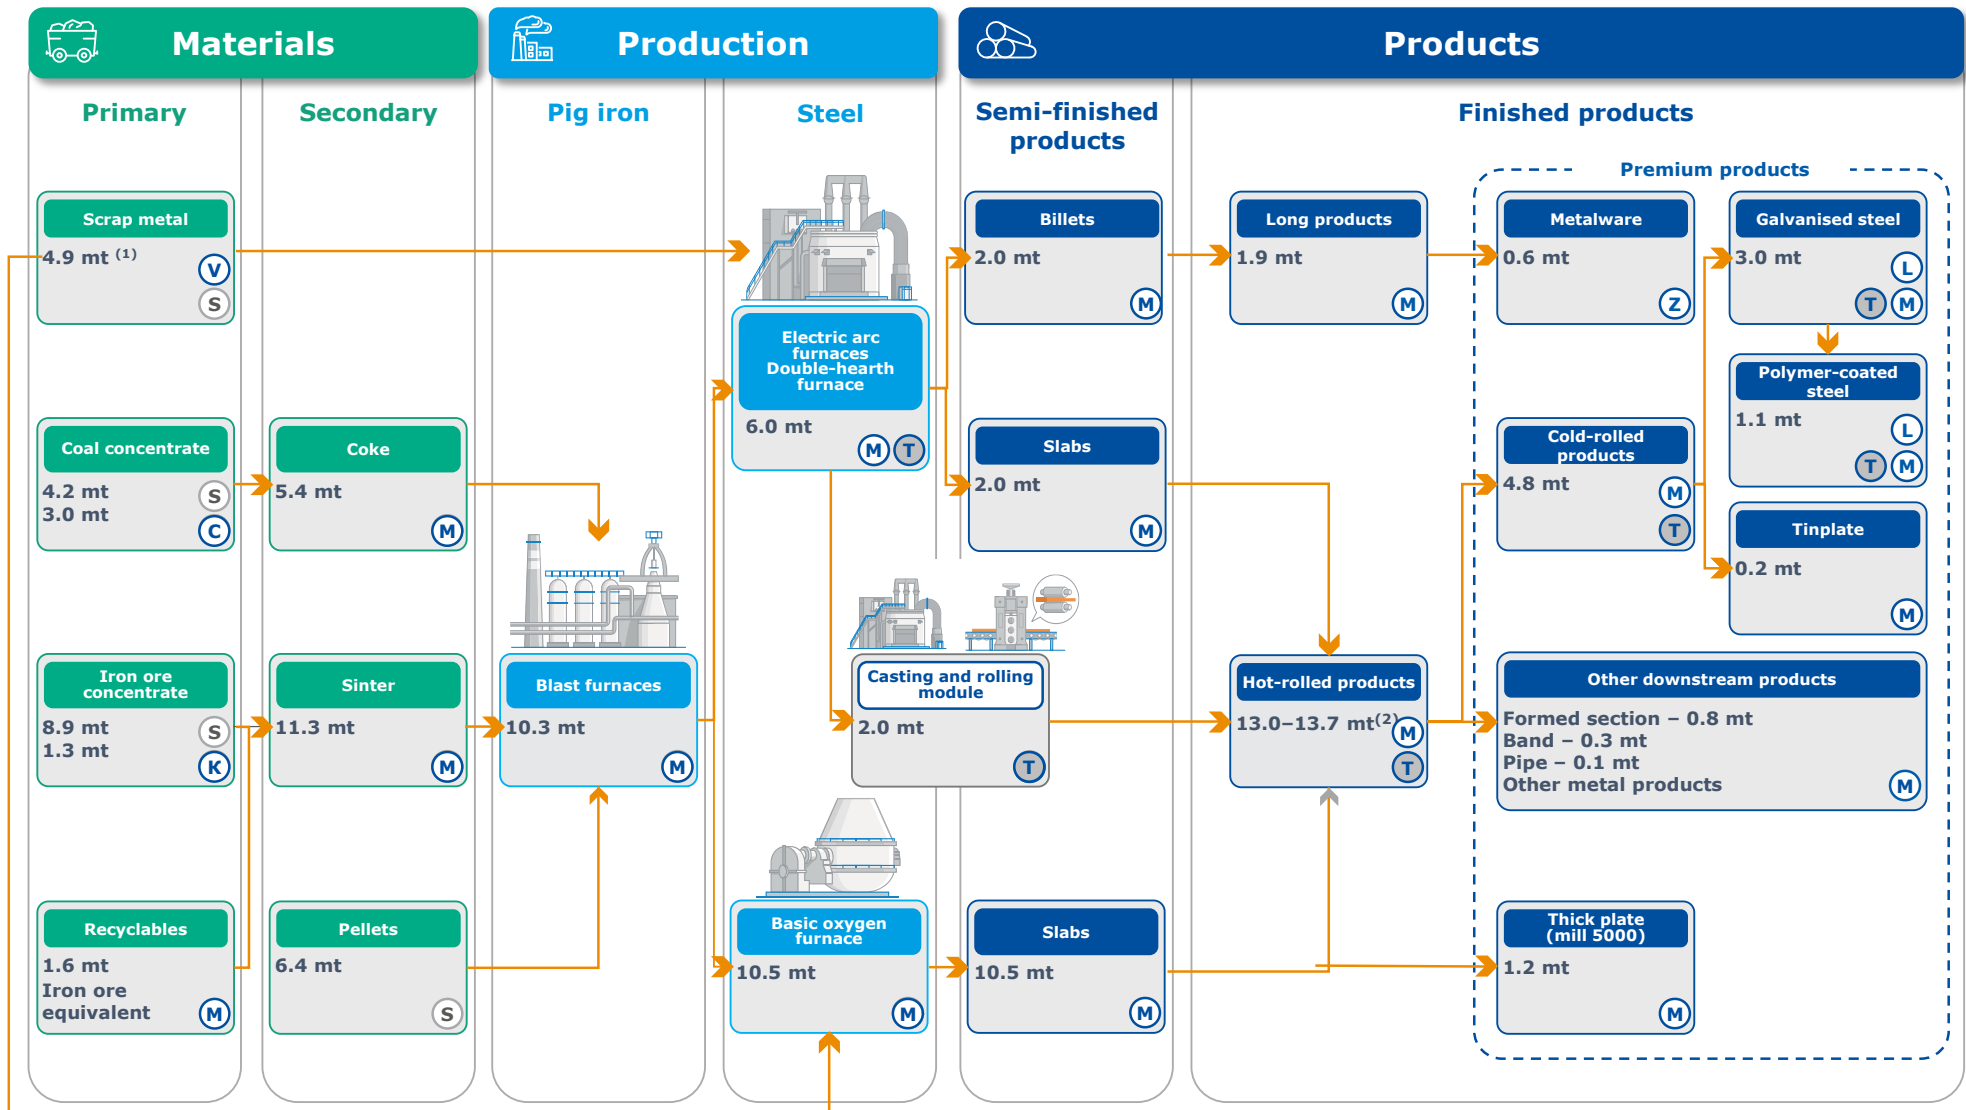 Materials
Production
Products
Primary
Secondary
Pig iron
Steel
Semi-finished
products
Finished products
Premium products
Scrap metal
4.9 mt (1)
V
S
Coal concentrate
4.2 mt
3.0 mt
S
C
Iron ore
concentrate
8.9 mt
1.3 mt
S
K
Recyclables
1.6 mt
Iron ore
equivalent
M
Coke
5.4 mt
M
Sinter
11.3 mt
M
Pellets
6.4 mt
S
Blast furnaces
10.3 mt
M
Electric arc
furnaces
Double-hearth
furnace
6.0 mt
M T
Casting and rolling
module
2.0 mt
T
Basic oxygen
furnace
10.5 mt
M
Billets
2.0 mt
M
Slabs
2.0 mt
M
Slabs
10.5 mt
M
Long products
1.9 mt
M
Hot-rolled products
13.0–13.7 mt(2)
M
T
Metalware
0.6 mt
Z
Galvanised steel
3.0 mt
L
T M
Polymer-coated
steel
1.1 mt
L
T M
Cold-rolled
products
4.8 mt
M
T
Tinplate
0.2 mt
M
Other downstream products
Formed section – 0.8 mt
Band – 0.3 mt
Pipe – 0.1 mt
Other metal products
M
Thick plate
(mill 5000)
1.2 mt
M